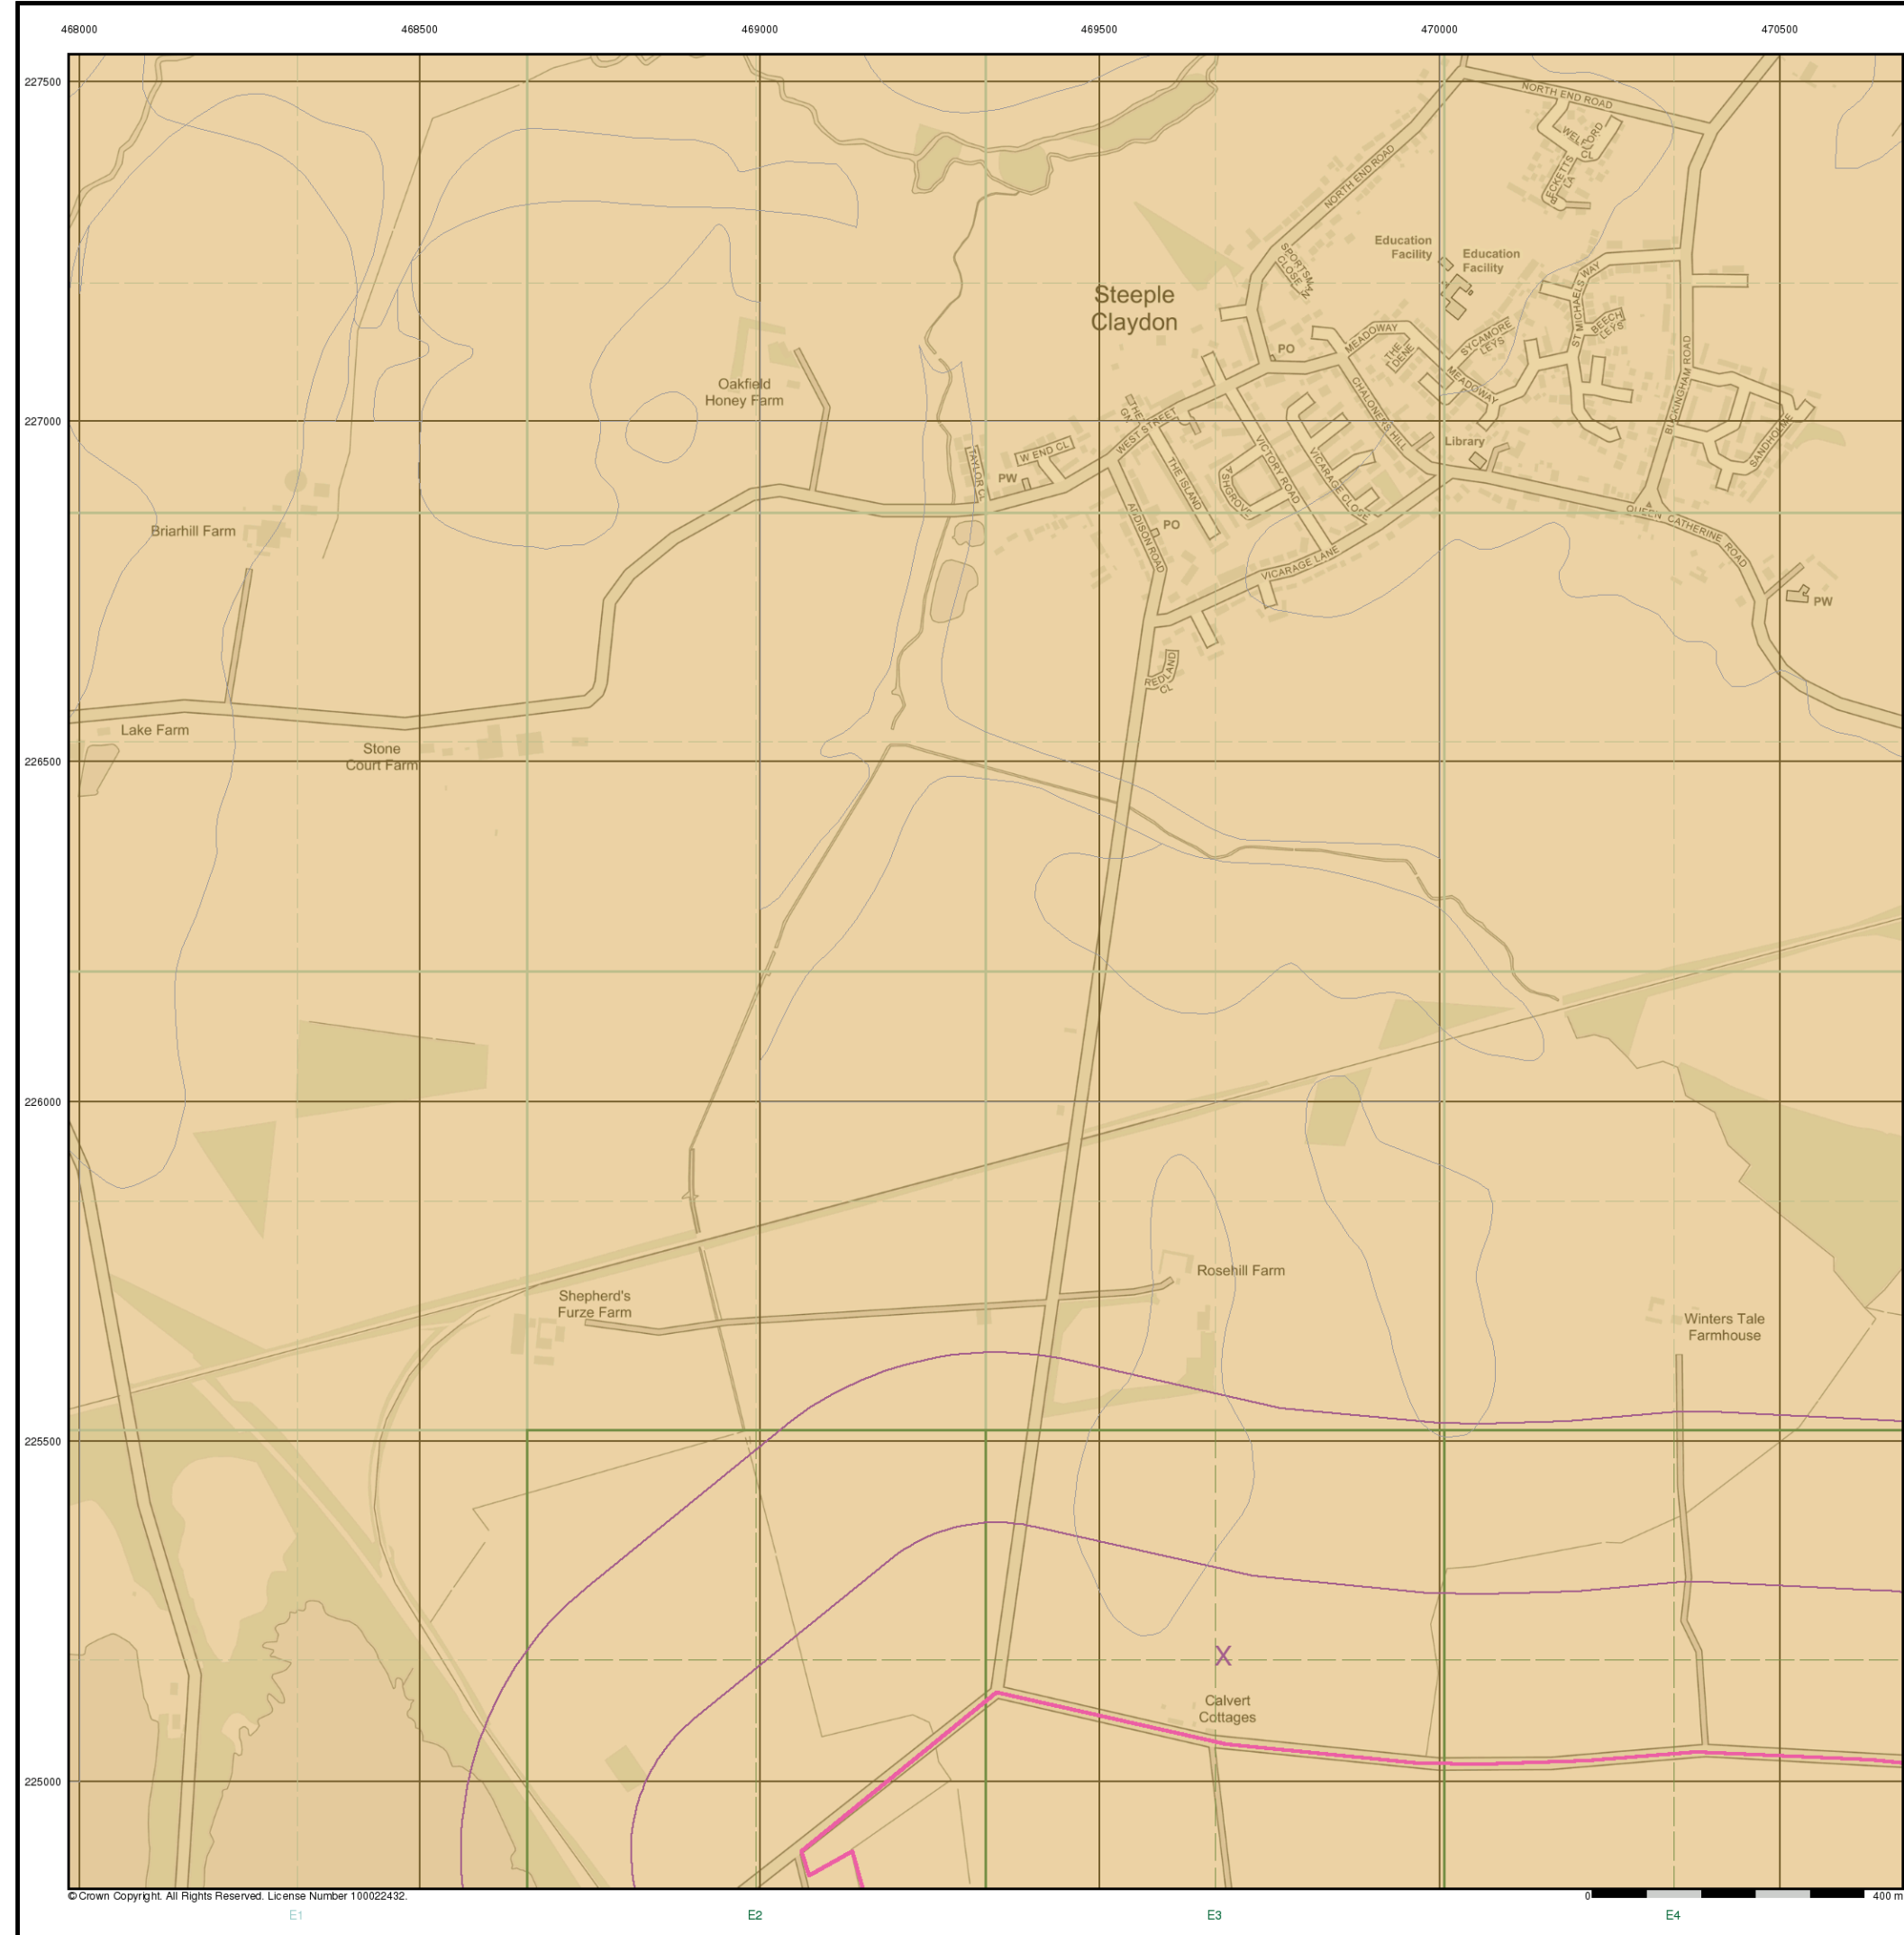 468000 468500 469000 469500 470000 470500
227500
NORTH END ROAD
WELFORD
CL
PECKETTS
LA
NORTH END ROAD
Education
Facility
Education
Facility
SPORTSMAN
CLOSE
Steeple
Claydon
ST MICHAELS WAY
BEECH
LEYS
SYCAMORE
LEYS
MEADOWAY
THE
DENE
PO
MEADOWAY
BUCKINGHAM ROAD
Oakfield
Honey Farm
CHALONERS HILL
THE
GN
WEST STREET
227000
SANDHOLME
Library
W END CL
VICTORY ROAD
VICARAGE CLOSE
THE ISLAND
TAYLOR CL
PW
ASHGROVE
QUEEN CATHERINE ROAD
ADDISON ROAD
PO
Briarhill Farm
VICARAGE LANE
PW
REDLAND
CL
Lake Farm
Stone
Court Farm
226500
226000
Rosehill Farm
Shepherd's
Furze Farm
Winters Tale
Farmhouse
225500
X
Calvert
Cottages
225000
© Crown Copyright. All Rights Reserved. License Number 100022432.
0 400 m
E1 E2 E3 E4